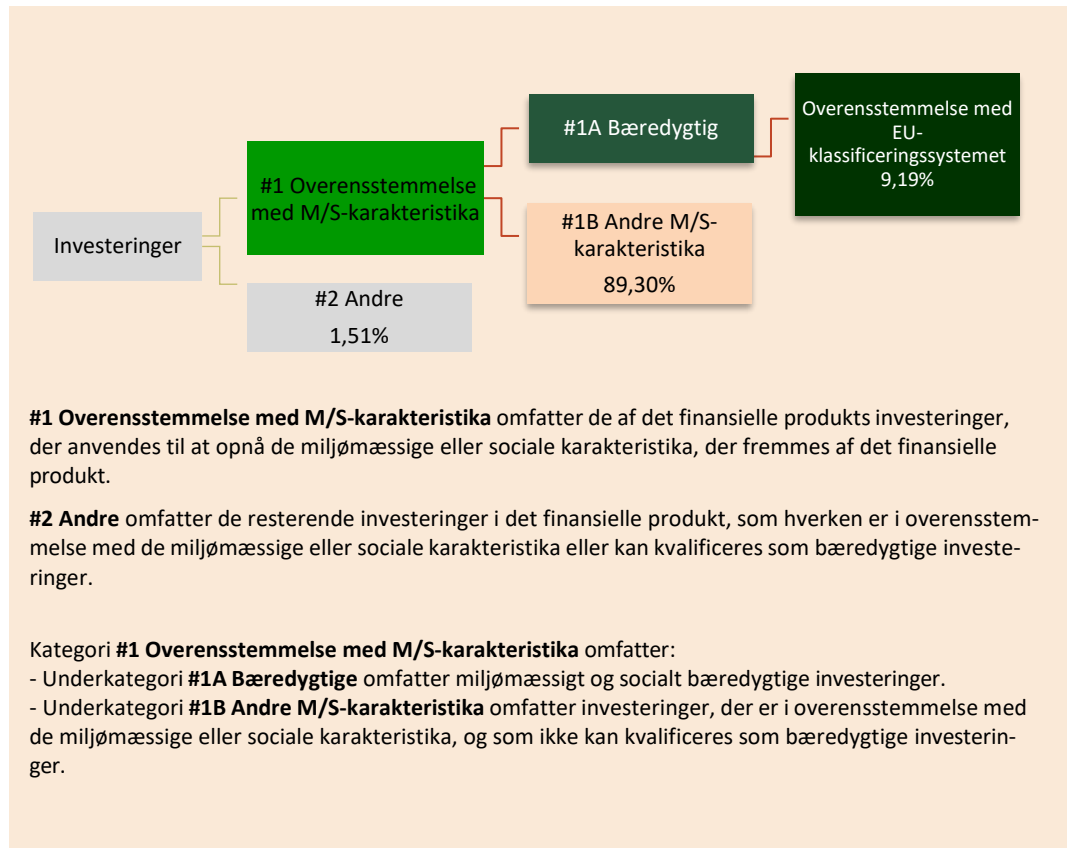 Investeringer
#1 Overensstemmelse
med M/S-karakteristika
#2 Andre
1,51%
#1A Bæredygtig
#1B Andre M/S-
karakteristika
89,30%
Overensstemmelse med
EU-
klassificeringssystemet
9,19%
#1 Overensstemmelse med M/S-karakteristika omfatter de af det finansielle produkts investeringer,
der anvendes til at opnå de miljømæssige eller sociale karakteristika, der fremmes af det finansielle
produkt.
#2 Andre omfatter de resterende investeringer i det finansielle produkt, som hverken er i overensstem-
melse med de miljømæssige eller sociale karakteristika eller kan kvalificeres som bæredygtige investe-
ringer.
Kategori #1 Overensstemmelse med M/S-karakteristika omfatter:
- Underkategori #1A Bæredygtige omfatter miljømæssigt og socialt bæredygtige investeringer.
- Underkategori #1B Andre M/S-karakteristika omfatter investeringer, der er i overensstemmelse med
de miljømæssige eller sociale karakteristika, og som ikke kan kvalificeres som bæredygtige investerin-
ger.